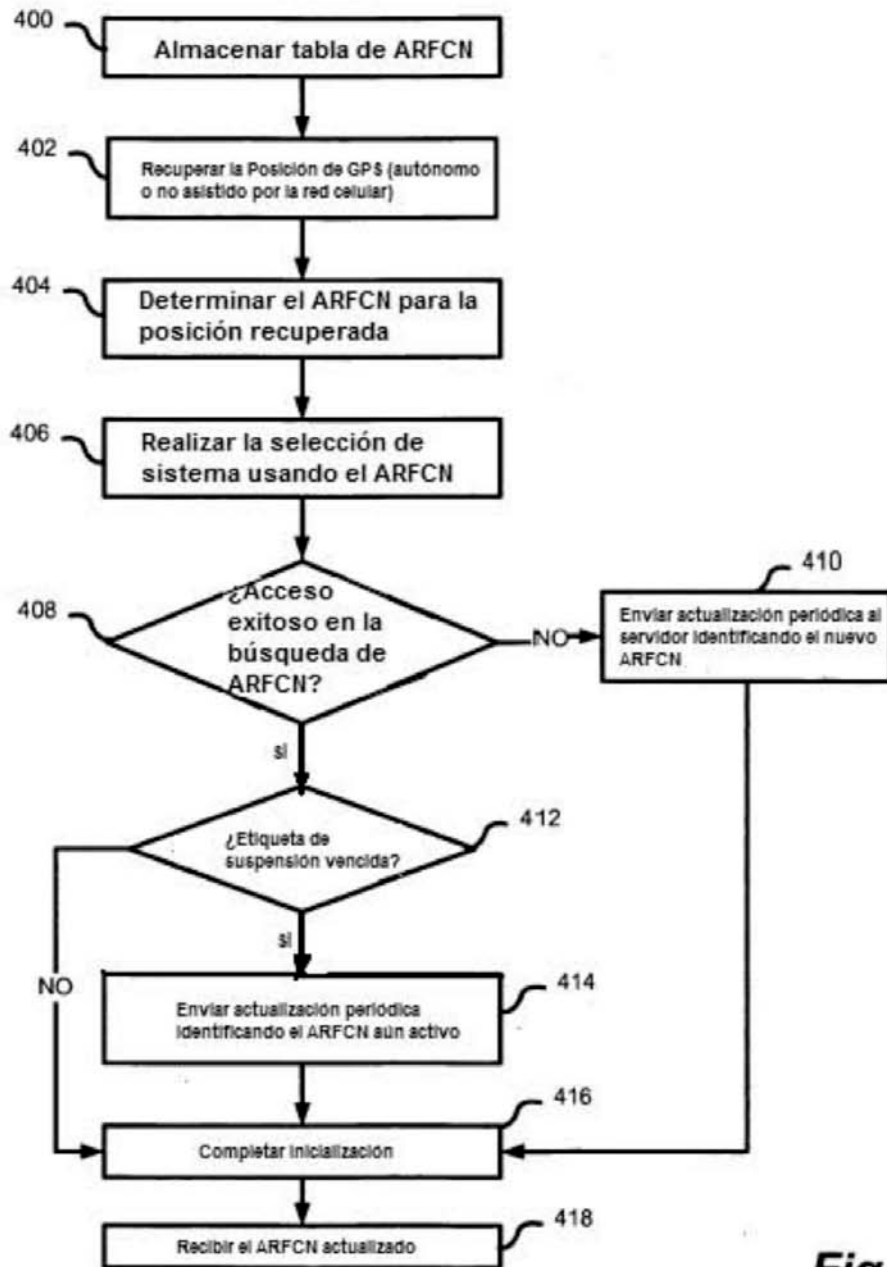 400
Almacenar tabla de ARFCN
402
Recuperar la Posición de GPS (autónomo
o no asistido por la red celular)
404
Determinar el ARFCN para la
posición recuperada
406
Realizar la selección de
sistema usando el ARFCN
408
¿Acceso
exitoso en la
búsqueda de
ARFCN?
NO
410
Enviar actualización periódica al
servidor identificando el nuevo
ARFCN
sí
412
¿Etiqueta de
suspensión vencida?
sí
NO
414
Enviar actualización periódica
identificando el ARFCN aún activo
416
Completar inicialización
418
Recibir el ARFCN actualizado
Fig